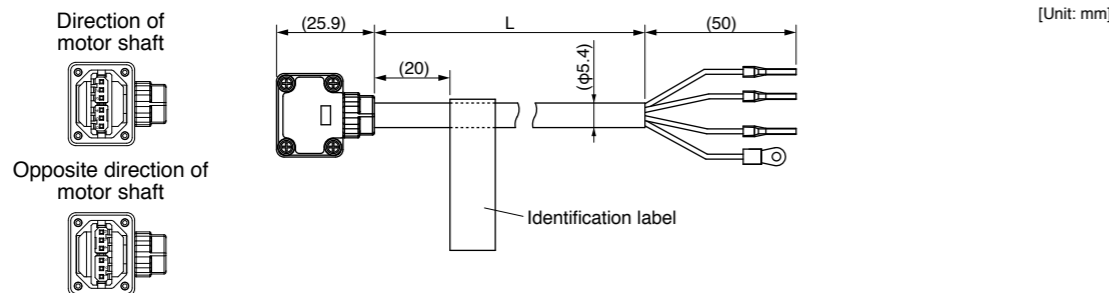 Direction of
motor shaft
Opposite direction of
motor shaft
(25.9)
L
(50)
(20)
(φ5.4)
Identification label
[Unit: mm]